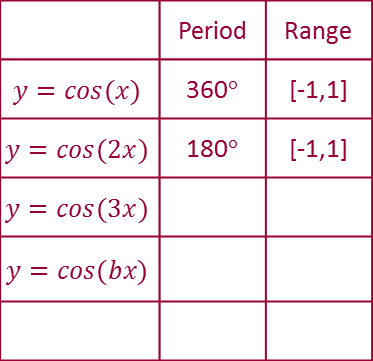 Period Range
y = cos(x) 360° [-1,1]
y = cos(2x) 180° [-1,1]
y = cos(3x)
y = cos(bx)